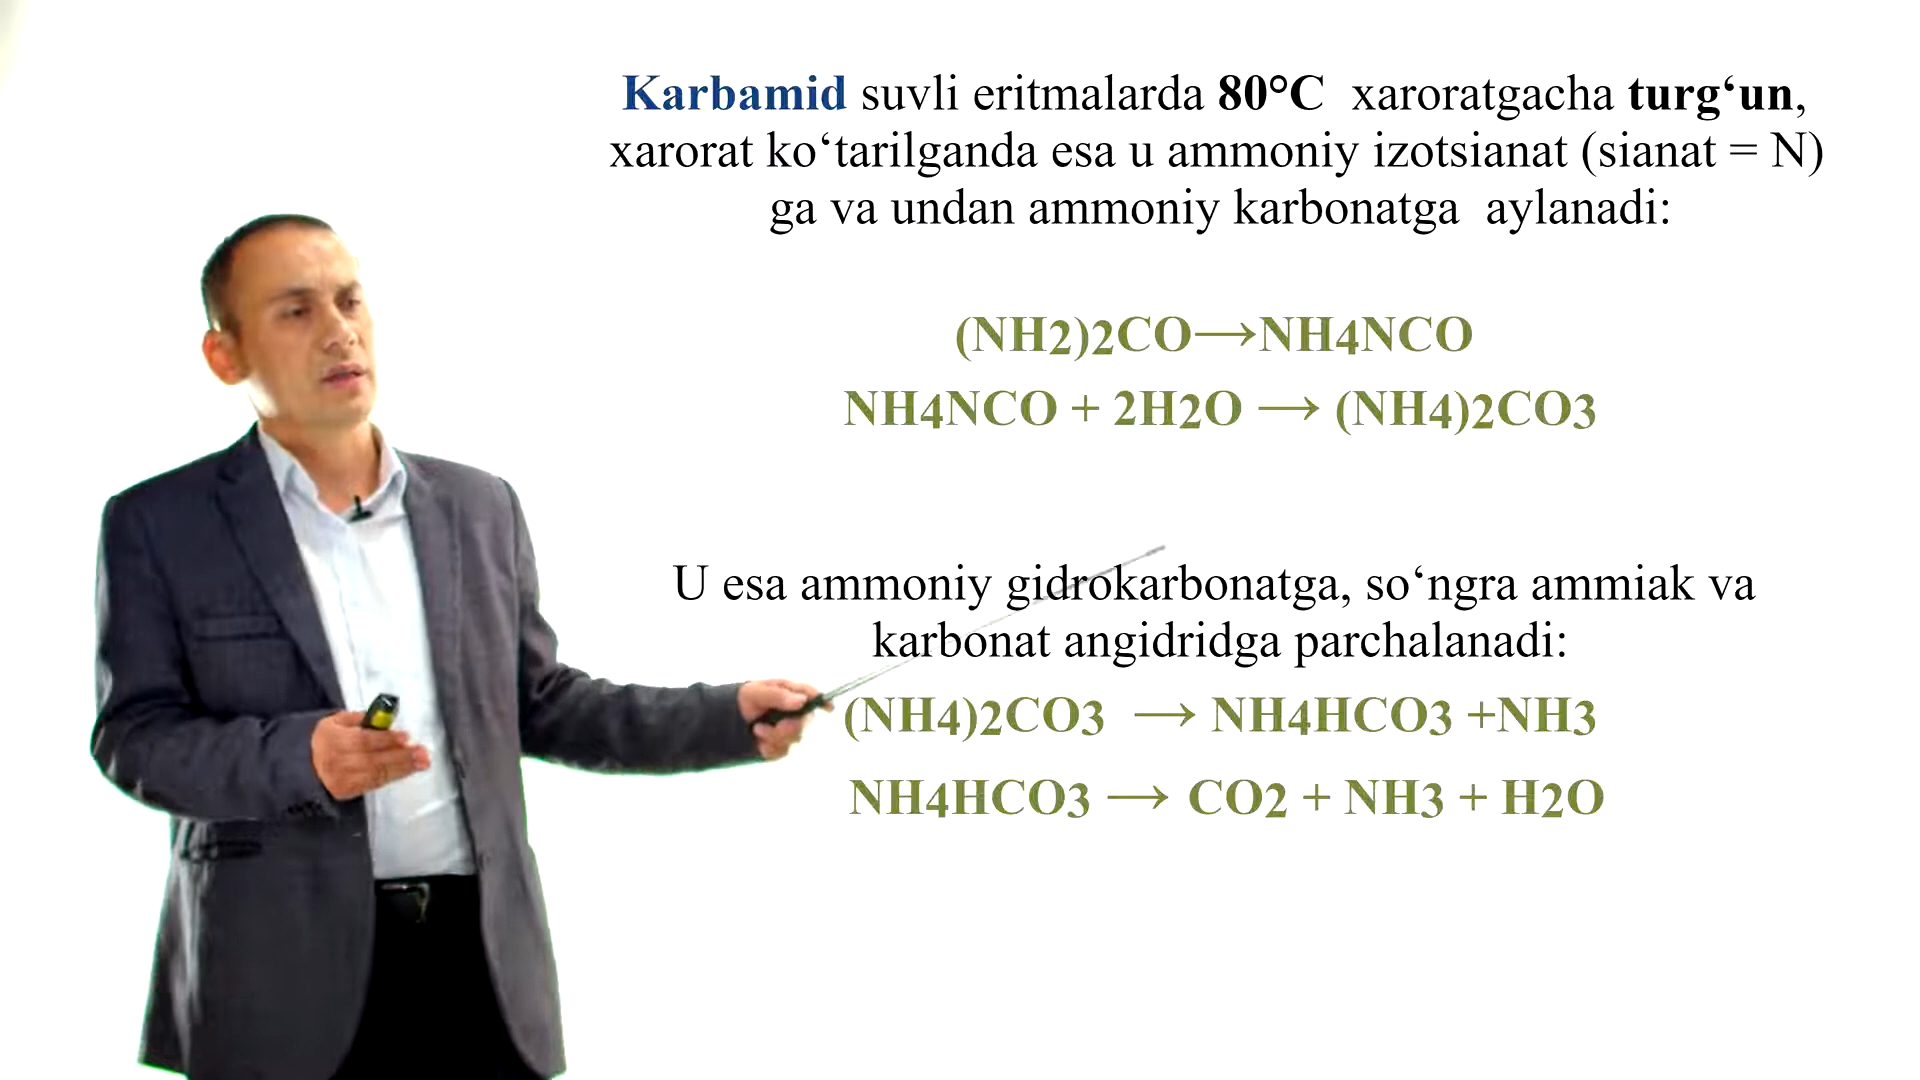 Karbamid suvli eritmalarda 80°C xaroratgacha turg‘un,
xarorat ko‘tarilganda esa u ammoniy izotsianat (sianat = N)
ga va undan ammoniy karbonatga aylanadi:
(NH2)2CO⟶NH4NCO
NH4NCO + 2H2O ⟶ (NH4)2CO3
U esa ammoniy gidrokarbonatga, so‘ngra ammiak va
karbonat angidridga parchalanadi:
(NH4)2CO3 ⟶ NH4HCO3 +NH3
NH4HCO3 ⟶ CO2 + NH3 + H2O